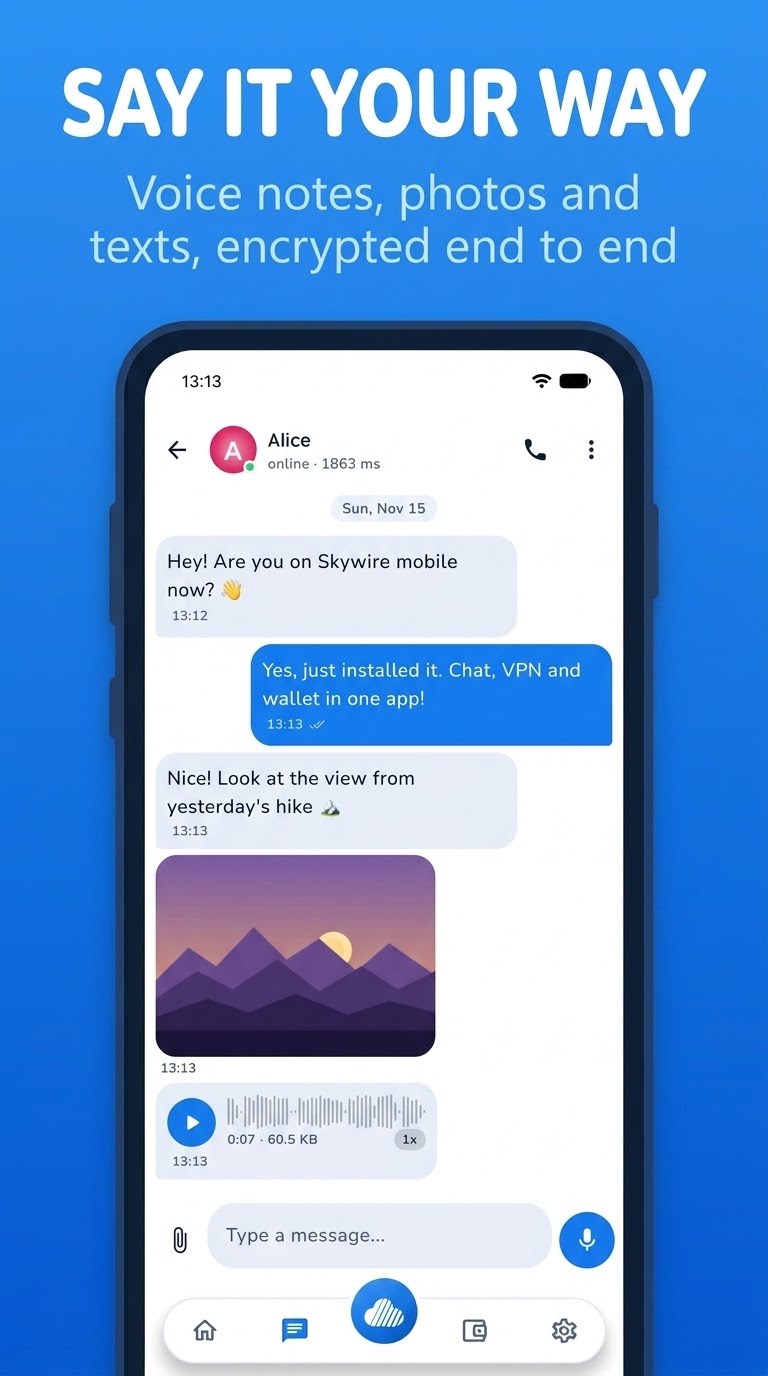 SAY IT YOUR WAY
Voice notes, photos and
texts, encrypted end to end
13:13
A
Alice
online · 1863 ms
Sun, Nov 15
Hey! Are you on Skywire mobile
now? 👋
13:12
Yes, just installed it. Chat, VPN and
wallet in one app!
13:13
Nice! Look at the view from
yesterday's hike 🏔️
13:13
13:13
0:07 · 60.5 KB
1x
13:13
Type a message...